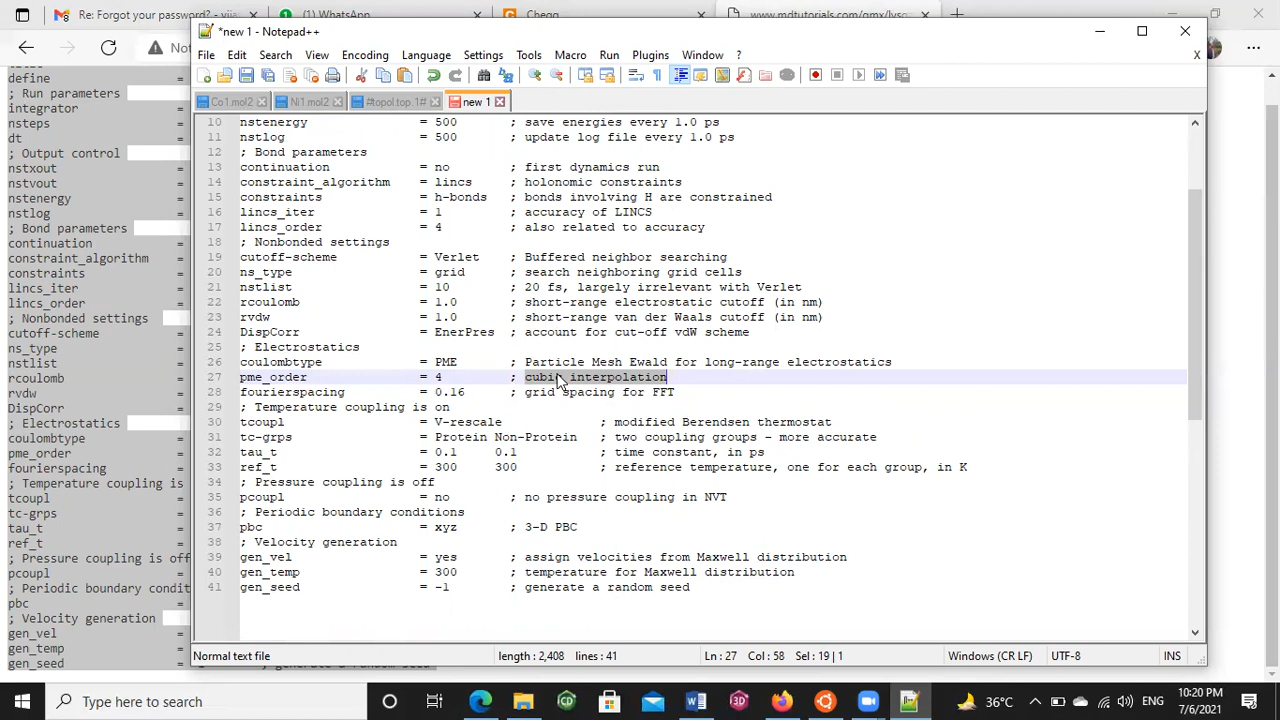 Re: Forgot your password? - vija
(1) WhatsApp
Chegg
www.mdtutorials.com/gmx/lyso
*new 1 - Notepad++
File Edit Search View Encoding Language Settings Tools Macro Run Plugins Window ? X
Co1.mol2 Ni1.mol2 #topol.top.1# new 1
10 nstenergy = 500 ; save energies every 1.0 ps
11 nstlog = 500 ; update log file every 1.0 ps
12 ; Bond parameters
13 continuation = no ; first dynamics run
14 constraint_algorithm = lincs ; holonomic constraints
15 constraints = h-bonds ; bonds involving H are constrained
16 lincs_iter = 1 ; accuracy of LINCS
17 lincs_order = 4 ; also related to accuracy
18 ; Nonbonded settings
19 cutoff-scheme = Verlet ; Buffered neighbor searching
20 ns_type = grid ; search neighboring grid cells
21 nstlist = 10 ; 20 fs, largely irrelevant with Verlet
22 rcoulomb = 1.0 ; short-range electrostatic cutoff (in nm)
23 rvdw = 1.0 ; short-range van der Waals cutoff (in nm)
24 DispCorr = EnerPres ; account for cut-off vdW scheme
25 ; Electrostatics
26 coulombtype = PME ; Particle Mesh Ewald for long-range electrostatics
27 pme_order = 4 ; cubic interpolation
28 fourierspacing = 0.16 ; grid spacing for FFT
29 ; Temperature coupling is on
30 tcoupl = V-rescale ; modified Berendsen thermostat
31 tc-grps = Protein Non-Protein ; two coupling groups - more accurate
32 tau_t = 0.1 0.1 ; time constant, in ps
33 ref_t = 300 300 ; reference temperature, one for each group, in K
34 ; Pressure coupling is off
35 pcoupl = no ; no pressure coupling in NVT
36 ; Periodic boundary conditions
37 pbc = xyz ; 3-D PBC
38 ; Velocity generation
39 gen_vel = yes ; assign velocities from Maxwell distribution
40 gen_temp = 300 ; temperature for Maxwell distribution
41 gen_seed = -1 ; generate a random seed
Normal text file length : 2,408 lines : 41 Ln : 27 Col : 58 Sel : 19 | 1 Windows (CR LF) UTF-8 INS
define =
; Run parameters
integrator =
nsteps =
dt =
; Output control
nstxout =
nstvout =
nstenergy =
nstlog =
; Bond parameters
continuation =
constraint_algorithm =
constraints =
lincs_iter =
lincs_order =
; Nonbonded settings
cutoff-scheme =
ns_type =
nstlist =
rcoulomb =
rvdw =
DispCorr =
; Electrostatics
coulombtype =
pme_order =
fourierspacing =
; Temperature coupling is
tcoupl =
tc-grps =
tau_t =
ref_t =
; Pressure coupling is off
pcoupl =
; Periodic boundary condit
pbc =
; Velocity generation
gen_vel =
gen_temp =
gen_seed =
Type here to search
36°C ENG 10:20 PM
7/6/2021